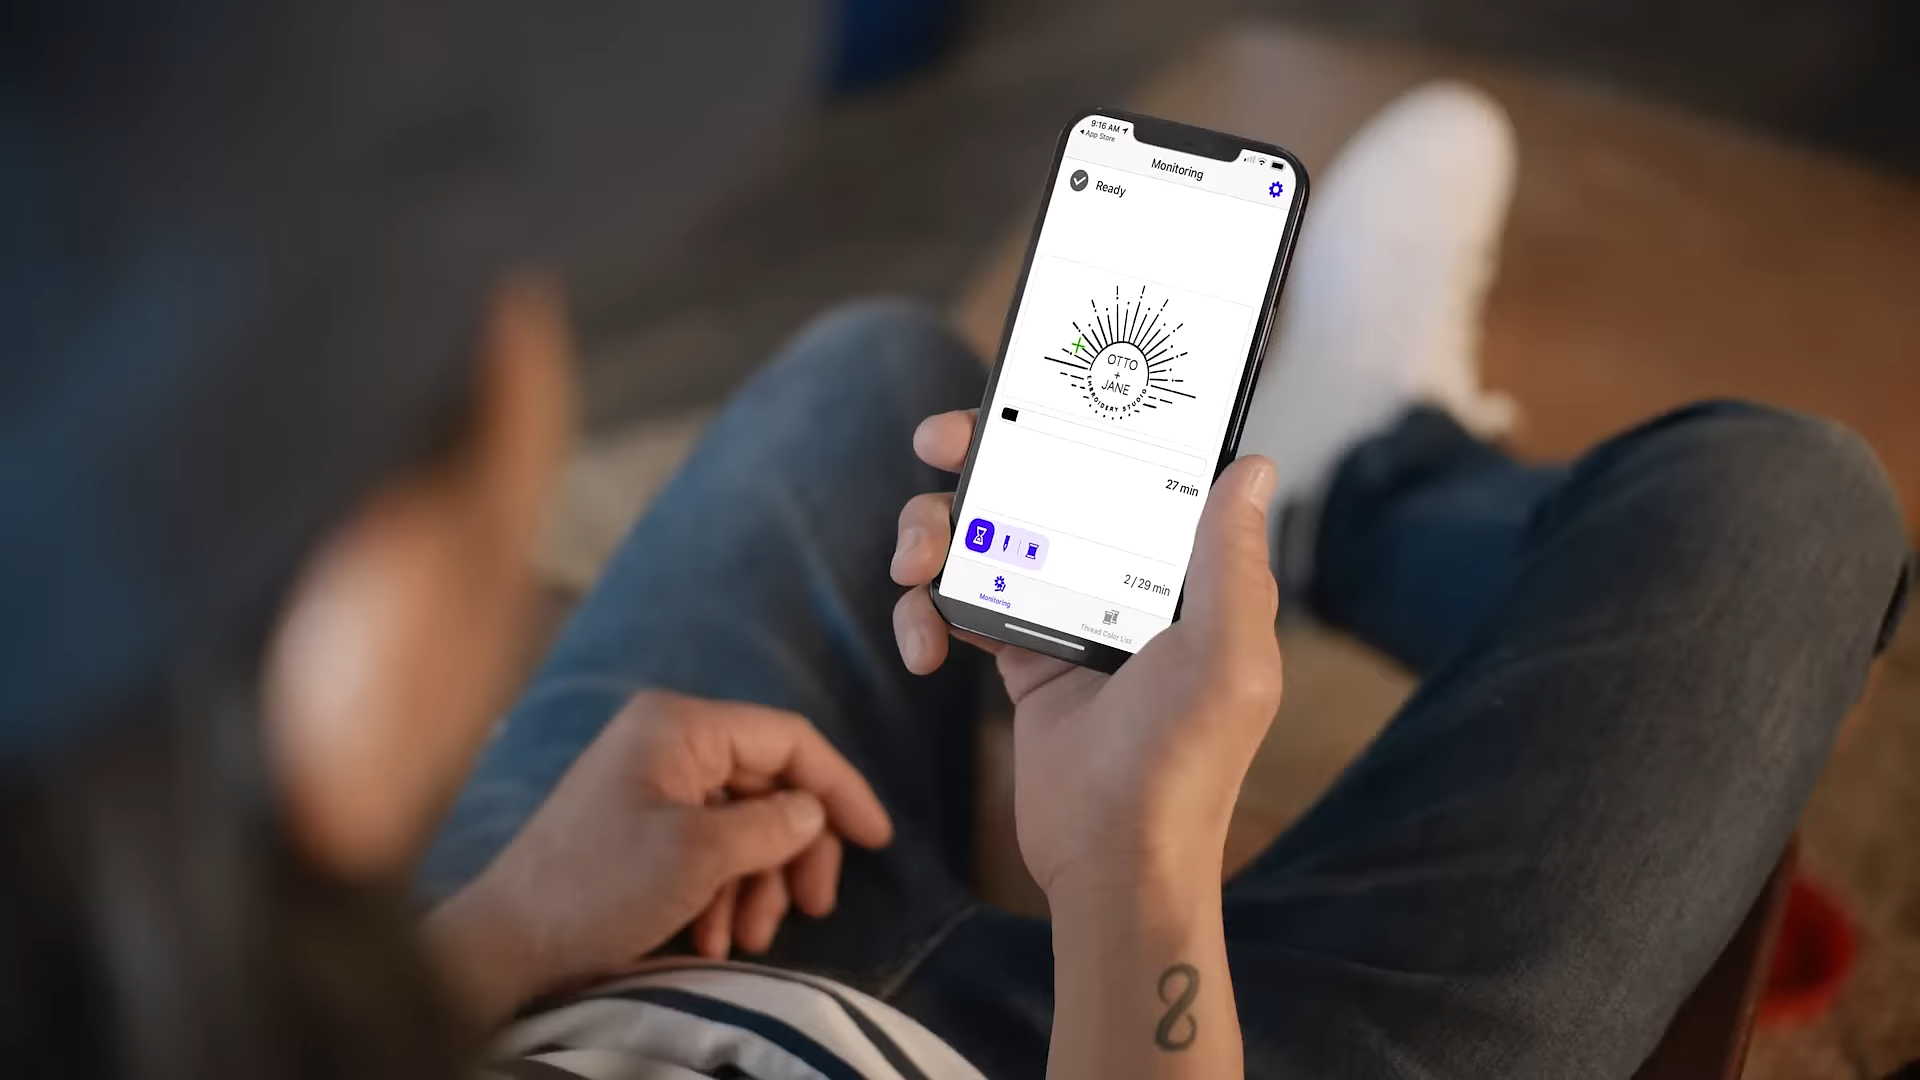 9:16 AM
App Store
Monitoring
Ready
OTTO
+
JANE
EMBROIDERY STUDIO
27 min
2 / 29 min
Monitoring
Thread Color List